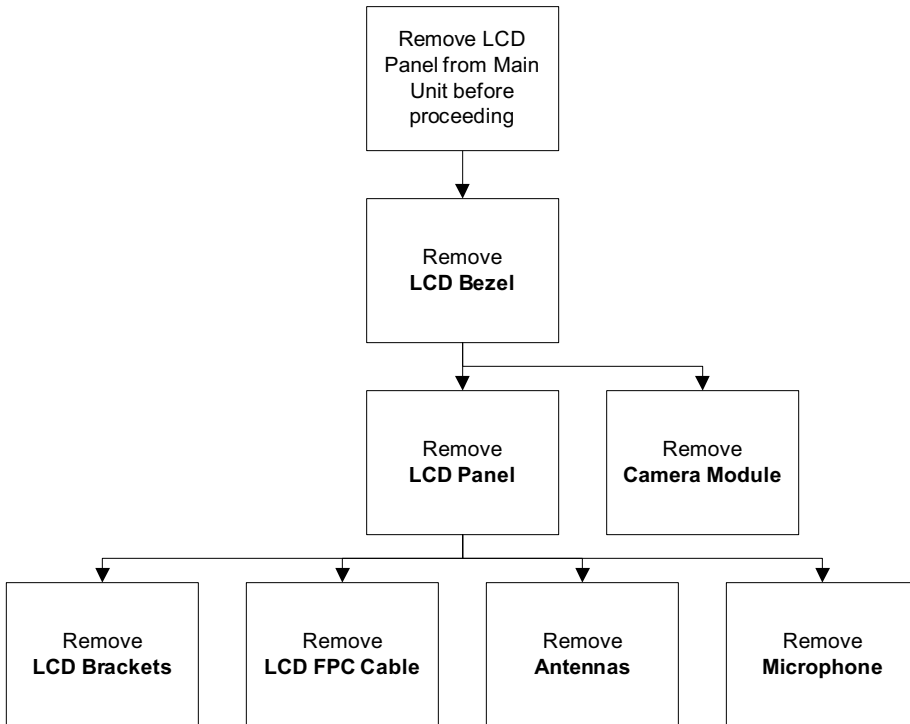 Remove LCD
Panel from Main
Unit before
proceeding
Remove
LCD Bezel
Remove
LCD Panel
Remove
Camera Module
Remove
LCD Brackets
Remove
LCD FPC Cable
Remove
Antennas
Remove
Microphone